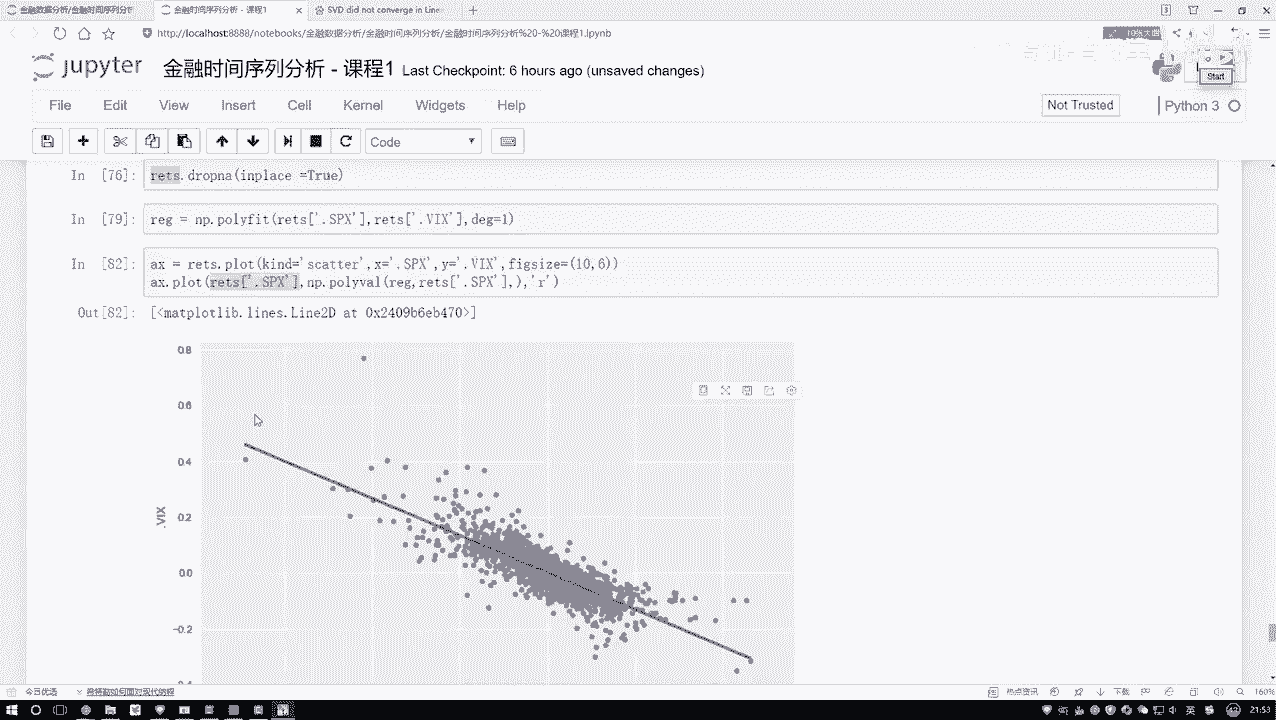 金融数据分析/金融时间序列分析
金融时间序列分析 - 课程1
SVD did not converge in Line
http://localhost:8888/notebooks/金融数据分析/金融时间序列分析%20-%20课程1.ipynb
jupyter 金融时间序列分析 - 课程1 Last Checkpoint: 6 hours ago (unsaved changes)
Start
File Edit View Insert Cell Kernel Widgets Help
Not Trusted
Python 3
Code
In [76]: rets.dropna(inplace =True)
In [79]: reg = np.polyfit(rets['.SPX'],rets['.VIX'],deg=1)
In [82]: ax = rets.plot(kind='scatter',x='.SPX',y='.VIX',figsize=(10,6))
ax.plot(rets['.SPX'],np.polyval(reg,rets['.SPX'],),'r')
Out[82]: [<matplotlib.lines.Line2D at 0x2409b6eb470>]
0.8
0.6
0.4
0.2
0.0
-0.2
.VIX
今日优选
热点资讯
下载
160%
英
21:53